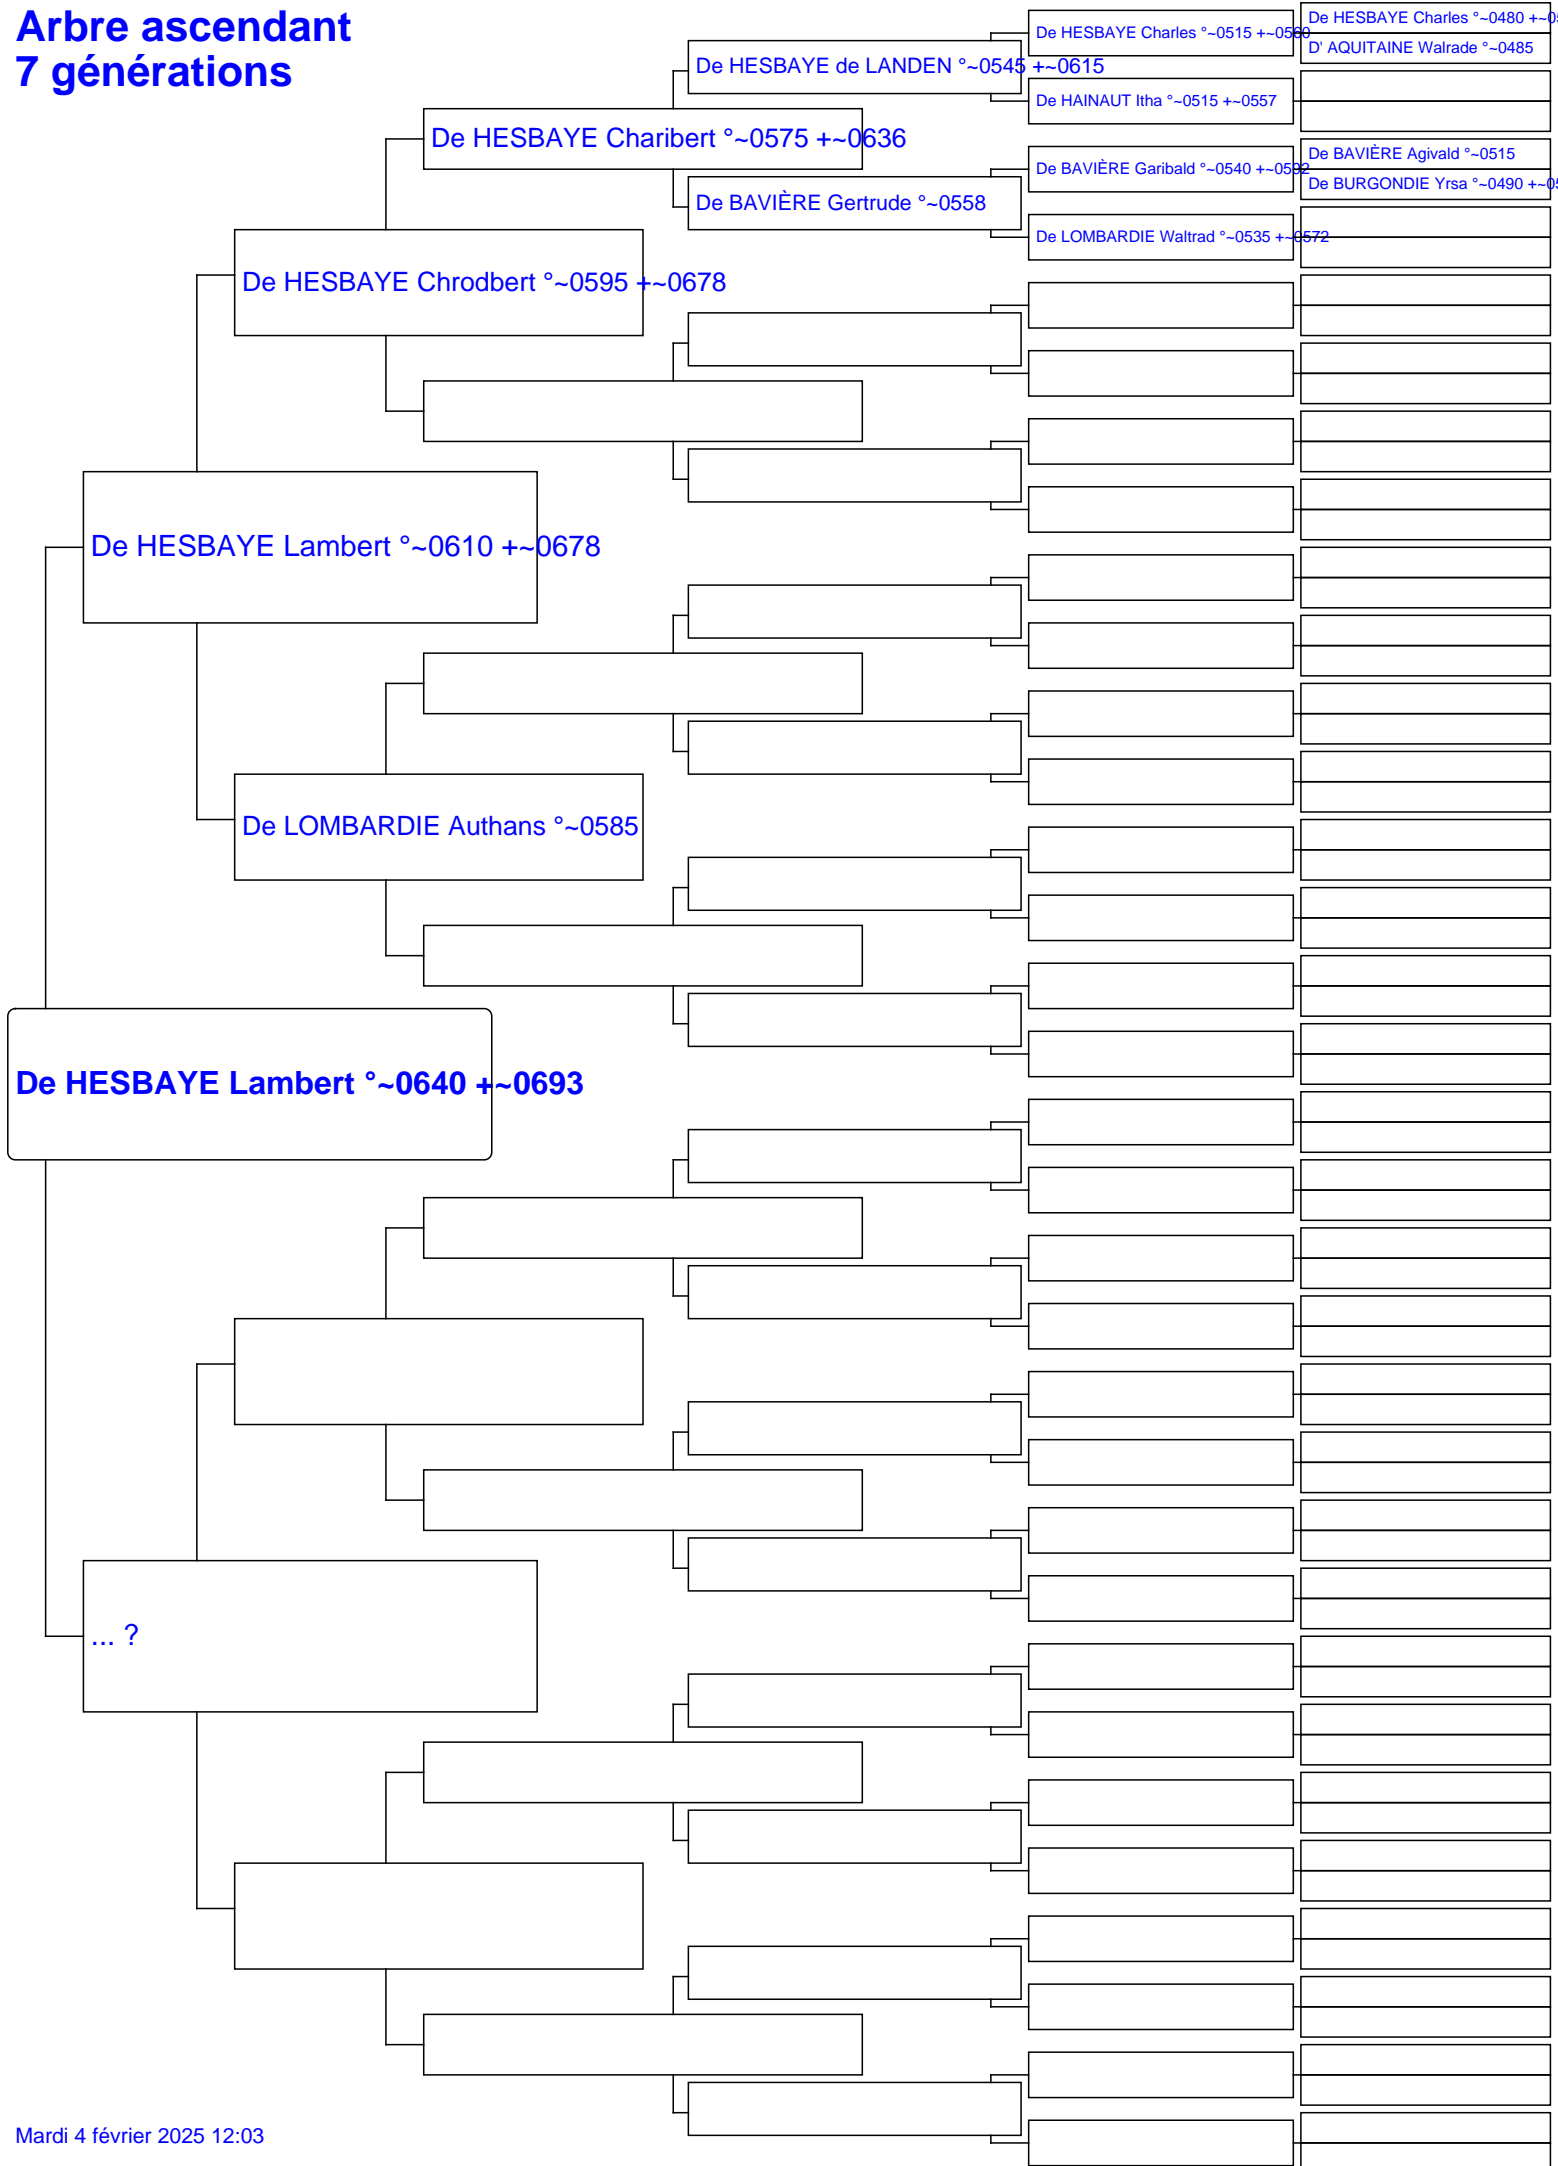 Arbre ascendant
7 générations
De HESBAYE Charles °~0480 +~05
D' AQUITAINE Walrade °~0485
De HESBAYE Charles °~0515 +~0560
De HESBAYE de LANDEN °~0545 +~0615
De HAINAUT Itha °~0515 +~0557
De HESBAYE Charibert °~0575 +~0636
De BAVIÈRE Agivald °~0515
De BAVIÈRE Garibald °~0540 +~0592
De BURGONDIE Yrsa °~0490 +~05
De BAVIÈRE Gertrude °~0558
De LOMBARDIE Waltrad °~0535 +~0572
De HESBAYE Chrodbert °~0595 +~0678
De HESBAYE Lambert °~0610 +~0678
De LOMBARDIE Authans °~0585
De HESBAYE Lambert °~0640 +~0693
... ?
Mardi 4 février 2025 12:03